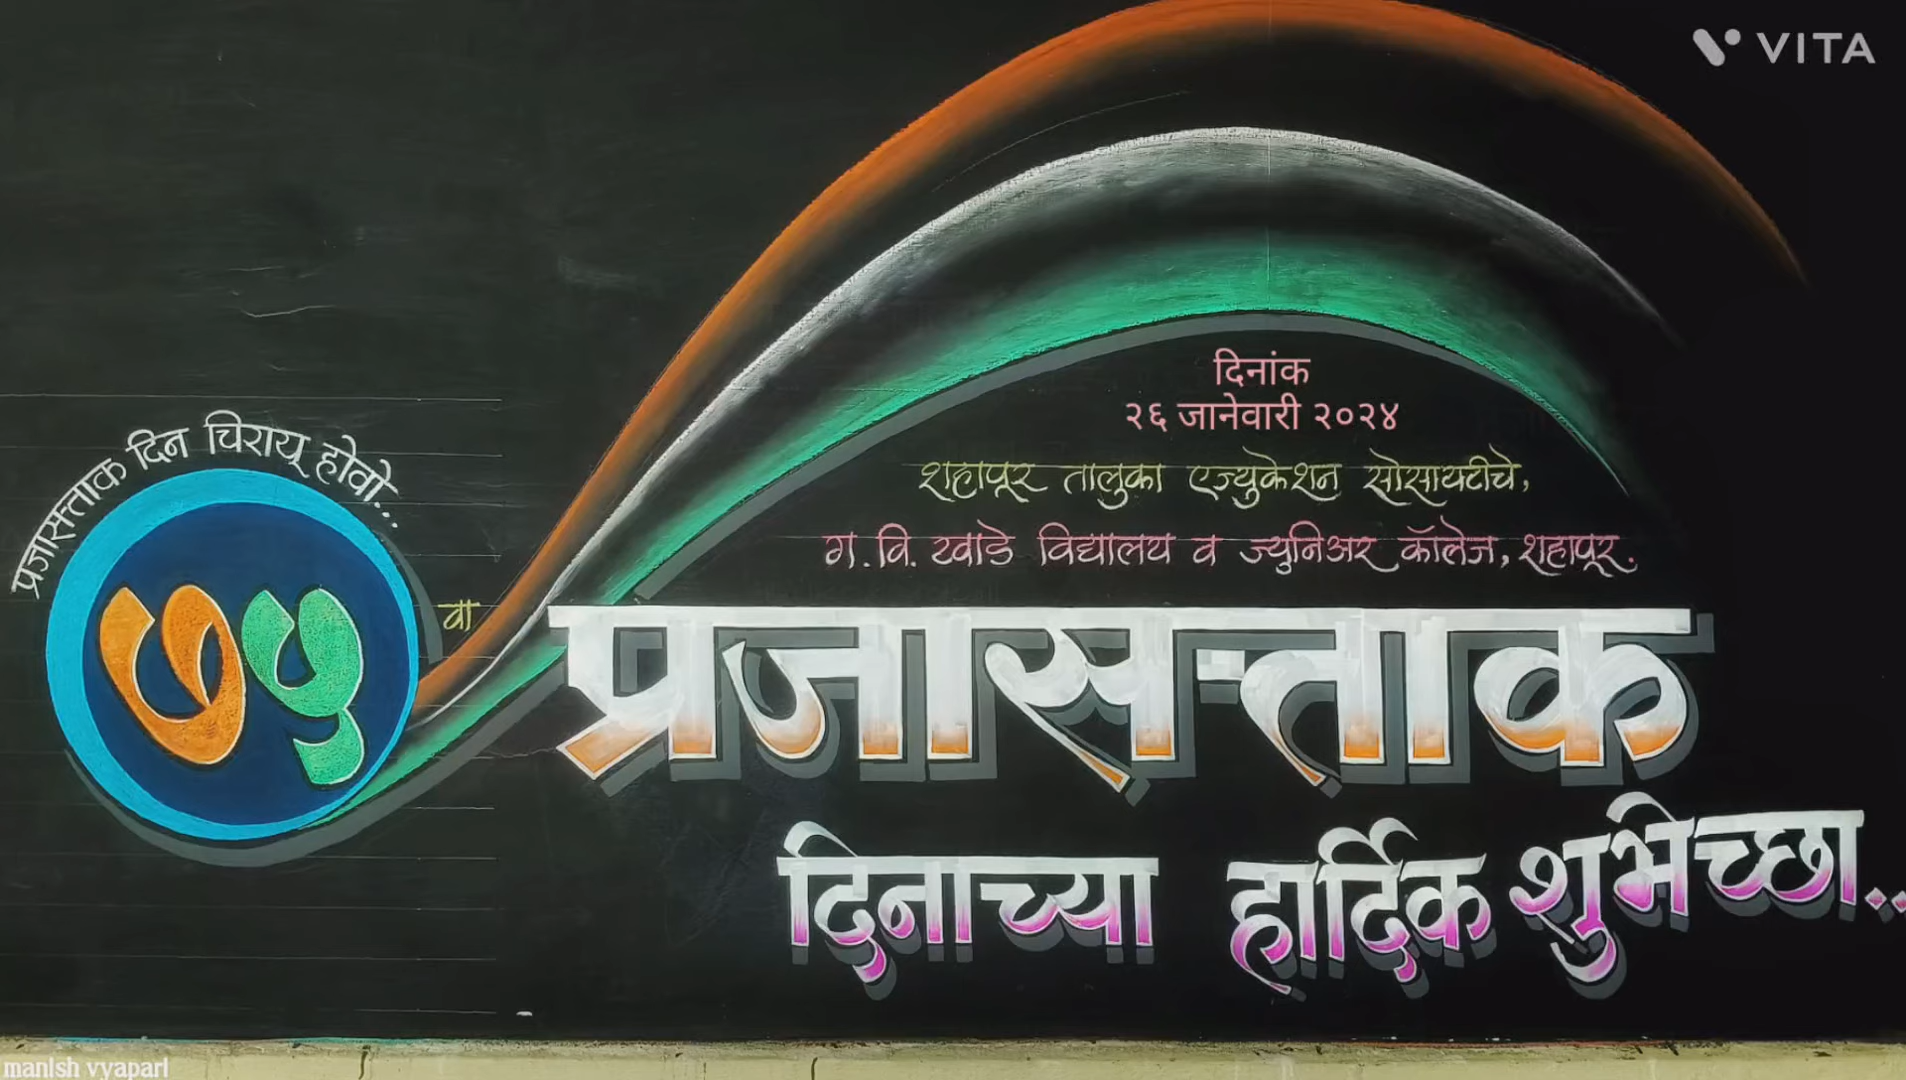 VITA
दिनांक
२६ जानेवारी २०२४
शहापूर तालुका एज्युकेशन सोसायटीचे,
ग. वि. खाडे विद्यालय व ज्युनिअर कॉलेज, शहापूर.
प्रजासत्ताक दिन चिरायू होवो...
७५ वा
प्रजासत्ताक
दिनाच्या हार्दिक शुभेच्छा..
manish vyapari